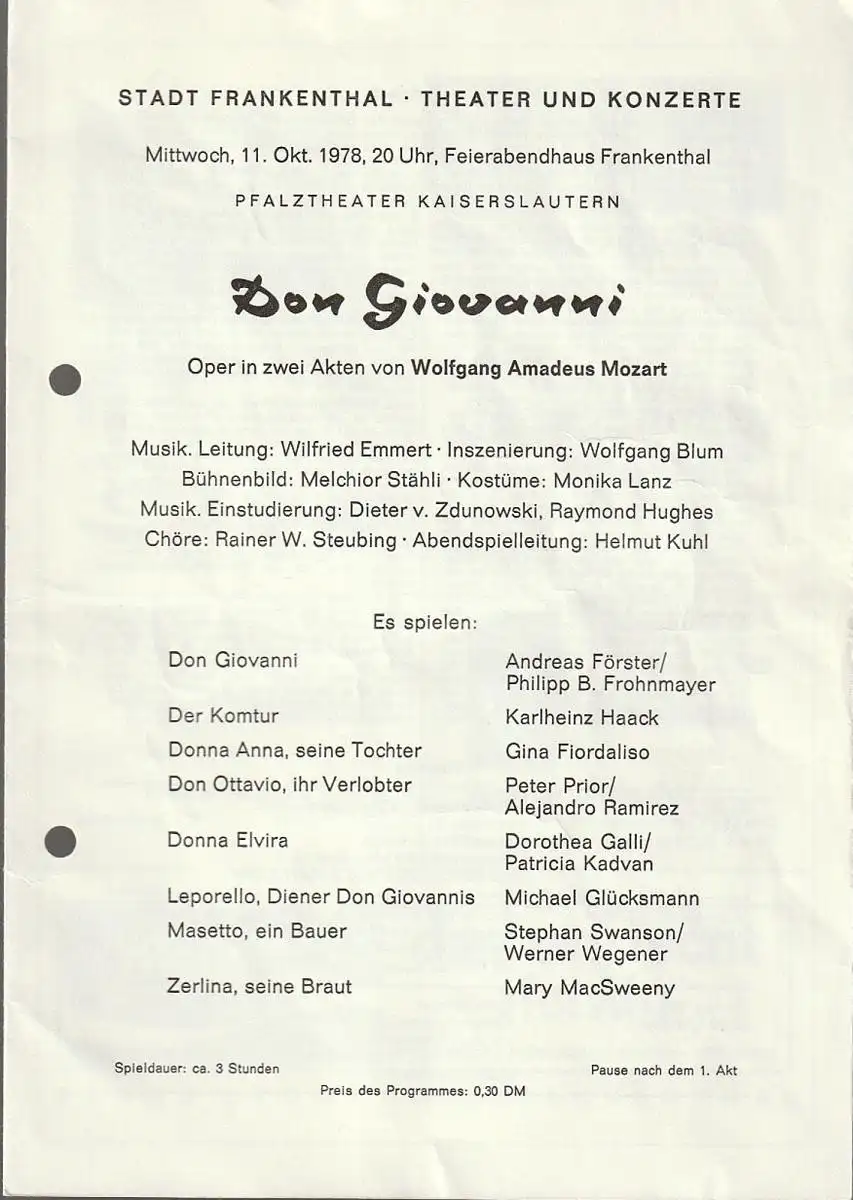 STADT FRANKENTHAL · THEATER UND KONZERTE
Mittwoch, 11. Okt. 1978, 20 Uhr, Feierabendhaus Frankenthal
PFALZTHEATER KAISERSLAUTERN
Don Giovanni
Oper in zwei Akten von Wolfgang Amadeus Mozart
Musik. Leitung: Wilfried Emmert · Inszenierung: Wolfgang Blum
Bühnenbild: Melchior Stähli · Kostüme: Monika Lanz
Musik. Einstudierung: Dieter v. Zdunowski, Raymond Hughes
Chöre: Rainer W. Steubing · Abendspielleitung: Helmut Kuhl
Es spielen:
Don Giovanni Andreas Förster/
Philipp B. Frohnmayer
Der Komtur Karlheinz Haack
Donna Anna, seine Tochter Gina Fiordaliso
Don Ottavio, ihr Verlobter Peter Prior/
Alejandro Ramirez
Donna Elvira Dorothea Galli/
Patricia Kadvan
Leporello, Diener Don Giovannis Michael Glücksmann
Masetto, ein Bauer Stephan Swanson/
Werner Wegener
Zerlina, seine Braut Mary MacSweeny
Spieldauer: ca. 3 Stunden Pause nach dem 1. Akt
Preis des Programmes: 0,30 DM